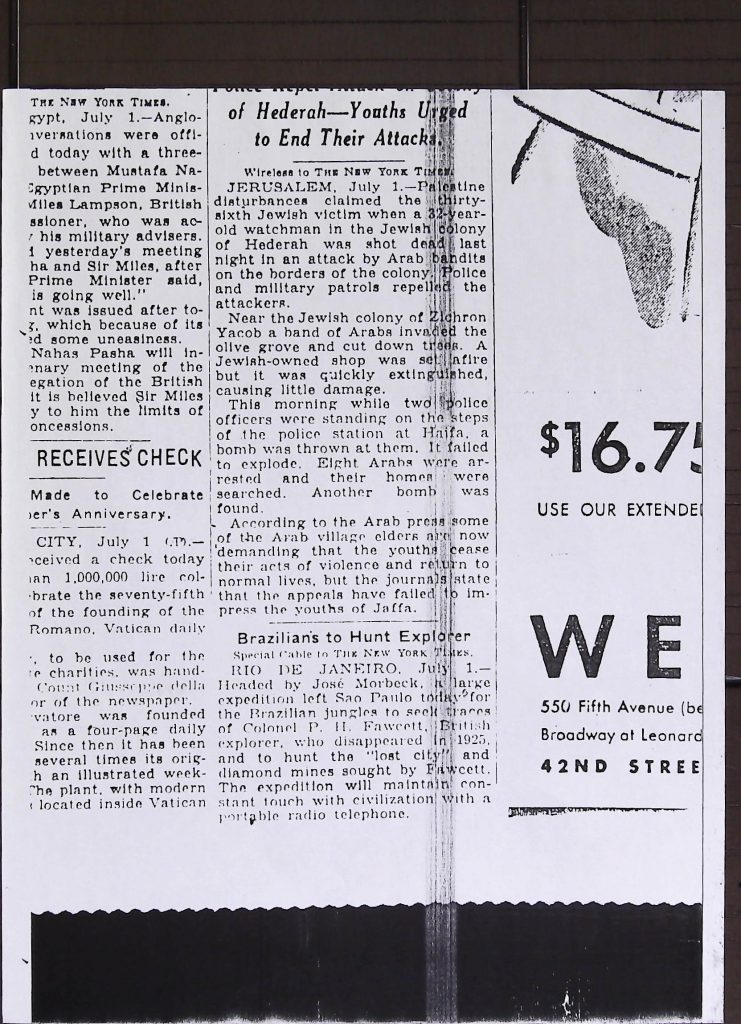 THE NEW YORK TIMES.
gypt, July 1.—Anglo-
nversations were offi-
d today with a three-
between Mustafa Na-
Egyptian Prime Minis-
Miles Lampson, British
ssioner, who was ac-
his military advisers.
yesterday's meeting
ha and Sir Miles, after
Prime Minister said,
is going well."
nt was issued after to-
g, which because of its
ed some uneasiness.
Nahas Pasha will in-
enary meeting of the
egation of the British
it is believed Sir Miles
y to him the limits of
oncessions.
RECEIVES CHECK
Made to Celebrate
er's Anniversary.
CITY, July 1 (P).—
eceived a check today
an 1,000,000 lire col-
brate the seventy-fifth
of the founding of the
Romano, Vatican daily
, to be used for the
e charities, was hand-
Count Giuseppe della
or of the newspaper.
vatore was founded
as a four-page daily
Since then it has been
several times its orig-
h an illustrated week-
The plant, with modern
located inside Vatican
of Hederah—Youths Urged
to End Their Attacks.
Wireless to THE NEW YORK TIMES.
JERUSALEM, July 1.—Palestine
disturbances claimed the thirty-
sixth Jewish victim when a 32-year-
old watchman in the Jewish colony
of Hederah was shot dead last
night in an attack by Arab bandits
on the borders of the colony. Police
and military patrols repelled the
attackers.
Near the Jewish colony of Zichron
Yacob a band of Arabs invaded the
olive grove and cut down trees. A
Jewish-owned shop was set afire
but it was quickly extinguished,
causing little damage.
This morning while two police
officers were standing on the steps
of the police station at Haifa, a
bomb was thrown at them. It failed
to explode. Eight Arabs were ar-
rested and their homes were
searched. Another bomb was
found.
According to the Arab press some
of the Arab village elders are now
demanding that the youths cease
their acts of violence and return to
normal lives, but the journals state
that the appeals have failed to im-
press the youths of Jaffa.
Brazilians to Hunt Explorer
Special Cable to THE NEW YORK TIMES.
RIO DE JANEIRO, July 1.—
Headed by José Morbeck, a large
expedition left Sao Paulo today for
the Brazilian jungles to seek traces
of Colonel P. H. Fawcett, British
explorer, who disappeared in 1925,
and to hunt the "lost city" and
diamond mines sought by Fawcett.
The expedition will maintain con-
stant touch with civilization with a
portable radio telephone.
$16.75
USE OUR EXTENDE
WE
550 Fifth Avenue (be
Broadway at Leonard
42ND STREE